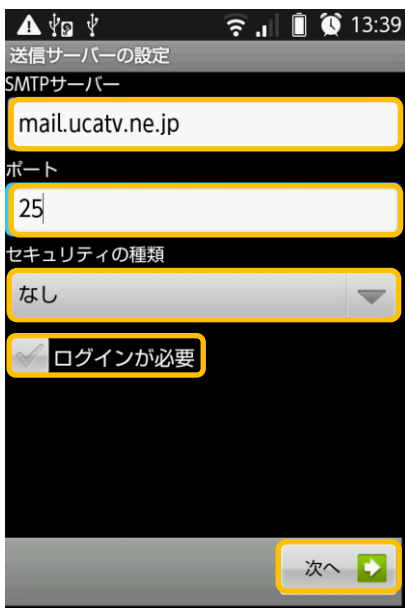 13:39
送信サーバーの設定
SMTPサーバー
mail.ucatv.ne.jp
ポート
25
セキュリティの種類
なし
ログインが必要
次へ